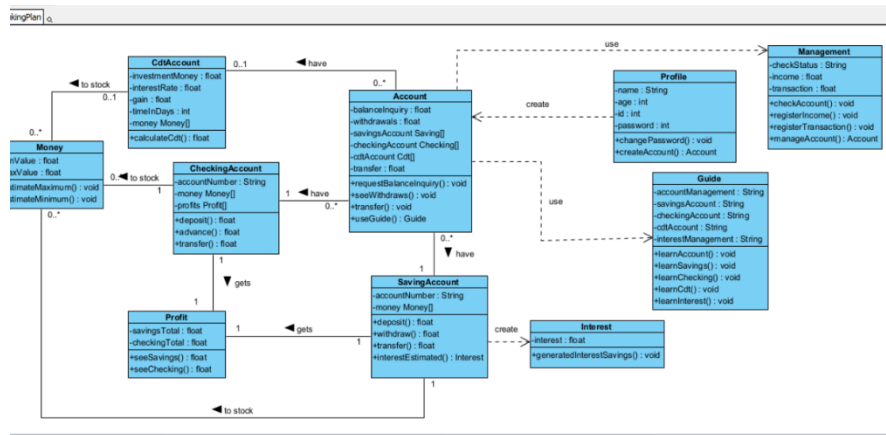 kingPlan
use
CdtAccount
-investmentMoney : float
-interestRate : float
-gain : float
-timeInDays : int
-money Money[]
+calculateCdt() : float
0..1
have
0..*
to stock
0..1
0..*
Management
-checkStatus : String
-income : float
-transaction : float
+checkAccount() : void
+registerIncome() : void
+registerTransaction() : void
+manageAccount() : Account
Profile
-name : String
-age : int
-id : int
-password : int
+changePassword() : void
+createAccount() : Account
create
Account
-balanceInquiry : float
-withdrawals : float
-savingsAccount Saving[]
-checkingAccount Checking[]
-cdtAccount Cdt[]
-transfer : float
+requestBalanceInquiry() : void
+seeWithdraws() : void
+transfer() : void
+useGuide() : Guide
Money
nValue : float
axValue : float
stimateMaximum() : void
stimateMinimum() : void
0..*
0..*
to stock
1
CheckingAccount
-accountNumber : String
-money Money[]
-profits Profit[]
+deposit() : float
+advance() : float
+transfer() : float
1
have
0..*
use
Guide
-accountManagement : String
-savingsAccount : String
-checkingAccount : String
-cdtAccount : String
-interestManagement : String
+learnAccount() : void
+learnSavings() : void
+learnChecking() : void
+learnCdt() : void
+learnInterest() : void
0..*
have
1
1
gets
1
SavingAccount
-accountNumber : String
-money Money[]
+deposit() : float
+withdraw() : float
+transfer() : float
+interestEstimated() : Interest
Profit
-savingsTotal : float
-checkingTotal : float
+seeSavings() : float
+seeChecking() : float
1
gets
1
create
Interest
-interest : float
+generatedInterestSavings() : void
1
to stock